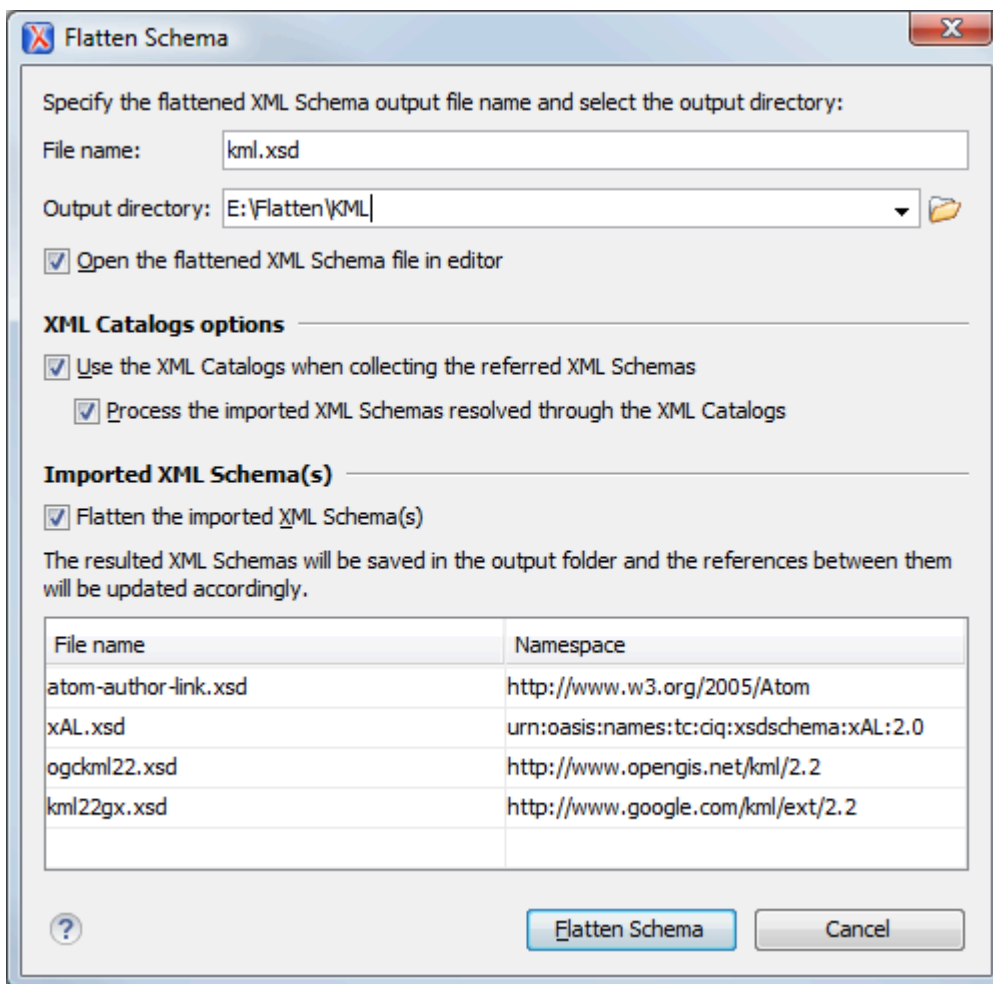 Flatten Schema
Specify the flattened XML Schema output file name and select the output directory:
File name: kml.xsd
Output directory: E:\Flatten\KML
Open the flattened XML Schema file in editor
XML Catalogs options
Use the XML Catalogs when collecting the referred XML Schemas
Process the imported XML Schemas resolved through the XML Catalogs
Imported XML Schema(s)
Flatten the imported XML Schema(s)
The resulted XML Schemas will be saved in the output folder and the references between them
will be updated accordingly.
File name Namespace
atom-author-link.xsd http://www.w3.org/2005/Atom
xAL.xsd urn:oasis:names:tc:ciq:xsdschema:xAL:2.0
ogckml22.xsd http://www.opengis.net/kml/2.2
kml22gx.xsd http://www.google.com/kml/ext/2.2
? Flatten Schema Cancel